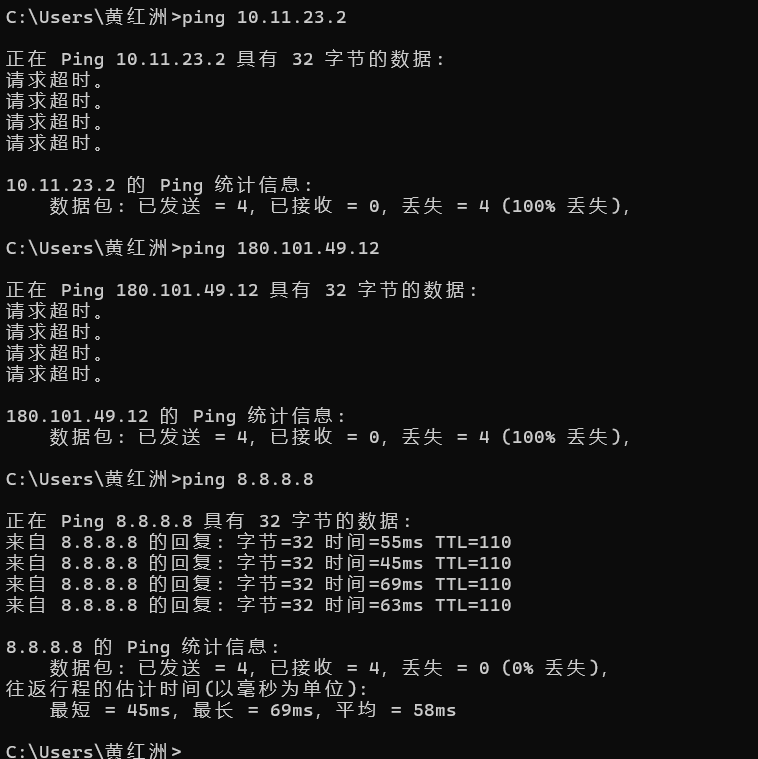 C:\Users\黄红洲>ping 10.11.23.2
正在 Ping 10.11.23.2 具有 32 字节的数据:
请求超时。
请求超时。
请求超时。
请求超时。
10.11.23.2 的 Ping 统计信息:
数据包: 已发送 = 4, 已接收 = 0, 丢失 = 4 (100% 丢失),
C:\Users\黄红洲>ping 180.101.49.12
正在 Ping 180.101.49.12 具有 32 字节的数据:
请求超时。
请求超时。
请求超时。
请求超时。
180.101.49.12 的 Ping 统计信息:
数据包: 已发送 = 4, 已接收 = 0, 丢失 = 4 (100% 丢失),
C:\Users\黄红洲>ping 8.8.8.8
正在 Ping 8.8.8.8 具有 32 字节的数据:
来自 8.8.8.8 的回复: 字节=32 时间=55ms TTL=110
来自 8.8.8.8 的回复: 字节=32 时间=45ms TTL=110
来自 8.8.8.8 的回复: 字节=32 时间=69ms TTL=110
来自 8.8.8.8 的回复: 字节=32 时间=63ms TTL=110
8.8.8.8 的 Ping 统计信息:
数据包: 已发送 = 4, 已接收 = 4, 丢失 = 0 (0% 丢失),
往返行程的估计时间(以毫秒为单位):
最短 = 45ms, 最长 = 69ms, 平均 = 58ms
C:\Users\黄红洲>